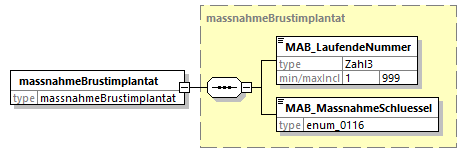 massnahmeBrustimplantat
MAB_LaufendeNummer
type Zahl3
min/maxIncl 1 999
massnahmeBrustimplantat
type massnahmeBrustimplantat
MAB_MassnahmeSchluessel
type enum_0116